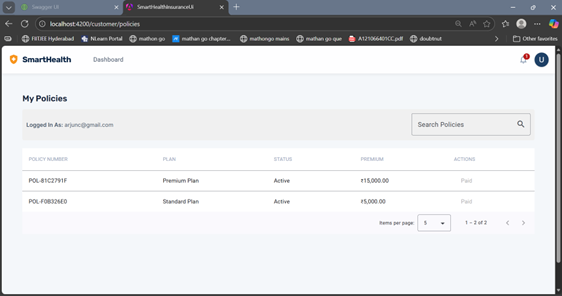 Swagger UI
SmartHealthInsuranceUi
localhost:4200/customer/policies
FIITJEE Hyderabad
NLearn Portal
mathon go
mathan go chapter...
mathongo mains
mathan go que
A121066401CC.pdf
doubtnut
Other favorites
SmartHealth
Dashboard
1
U
My Policies
Logged In As: arjunc@gmail.com
Search Policies
POLICY NUMBER PLAN STATUS PREMIUM ACTIONS
POL-81C2791F Premium Plan Active ₹15,000.00 Paid
POL-F0B326E0 Standard Plan Active ₹5,000.00 Paid
Items per page: 5 1 – 2 of 2